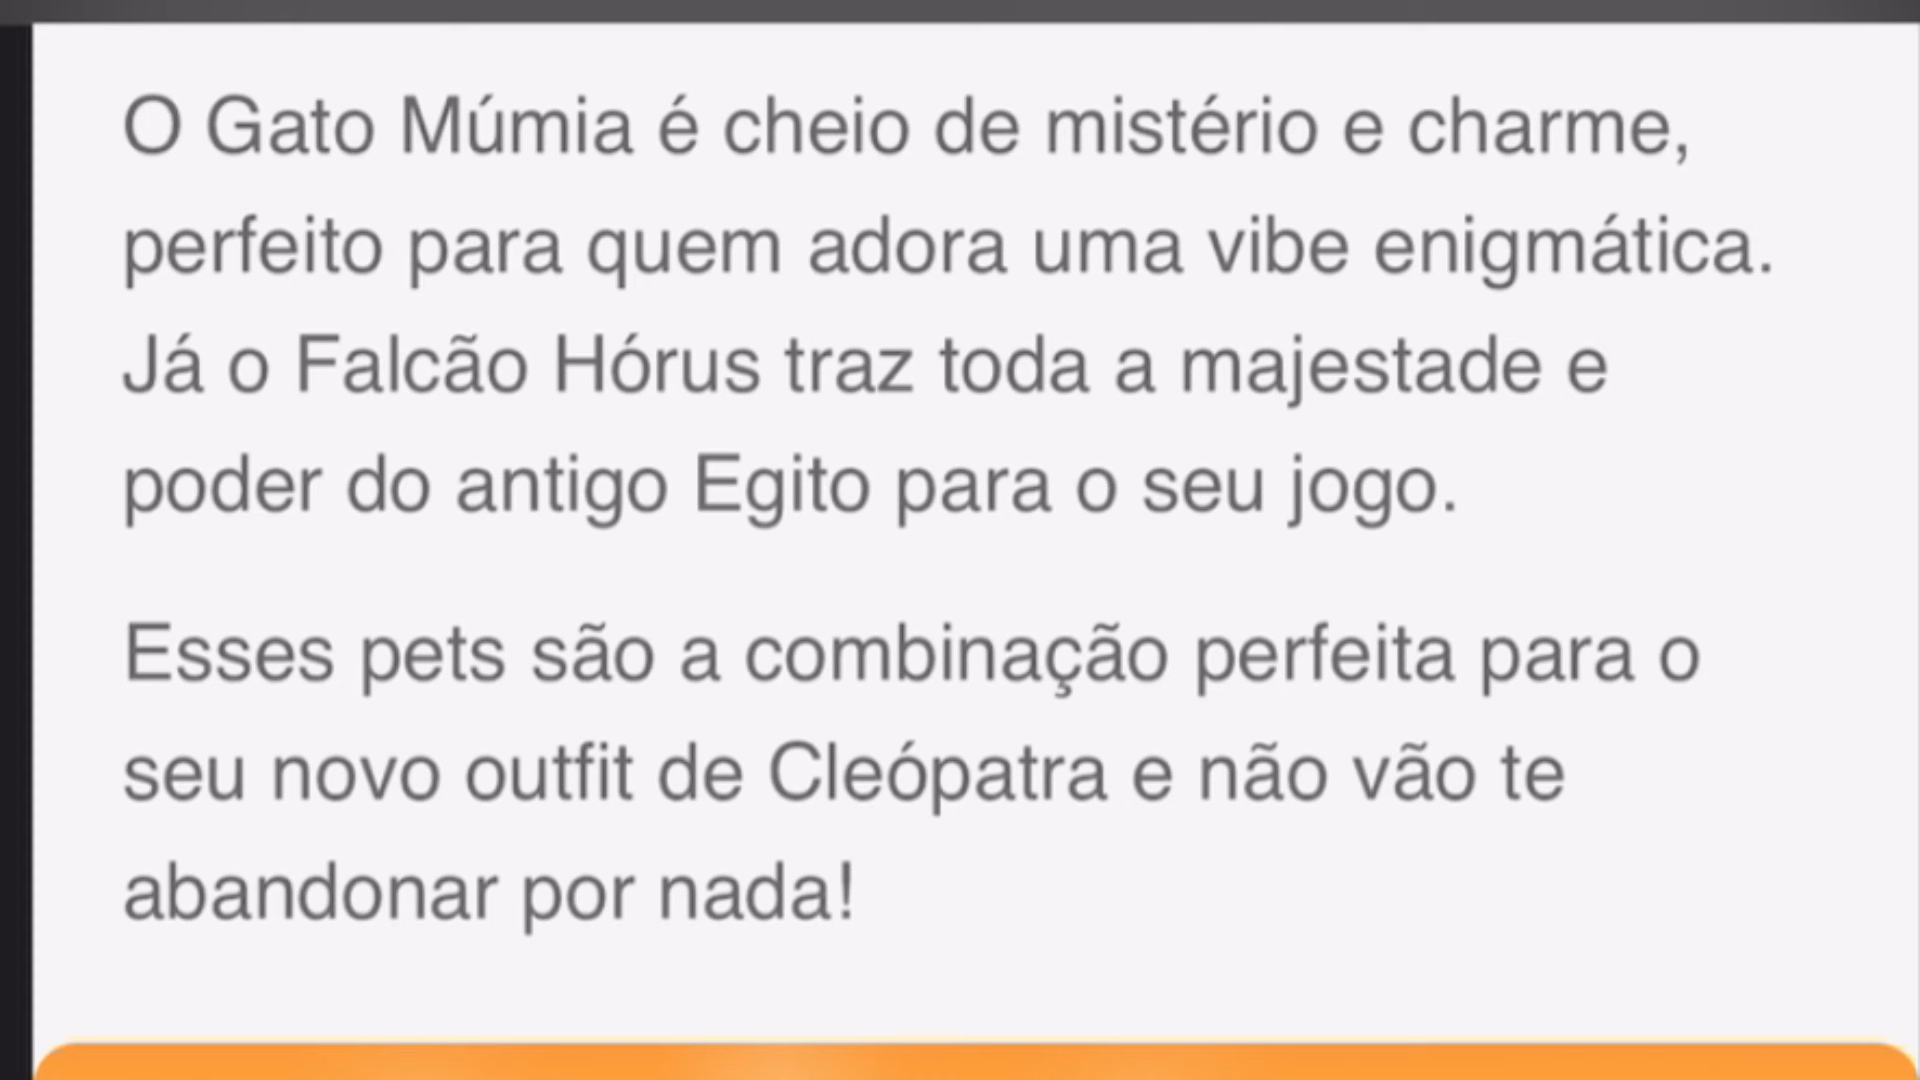 O Gato Múmia é cheio de mistério e charme,
perfeito para quem adora uma vibe enigmática.
Já o Falcão Hórus traz toda a majestade e
poder do antigo Egito para o seu jogo.
Esses pets são a combinação perfeita para o
seu novo outfit de Cleópatra e não vão te
abandonar por nada!